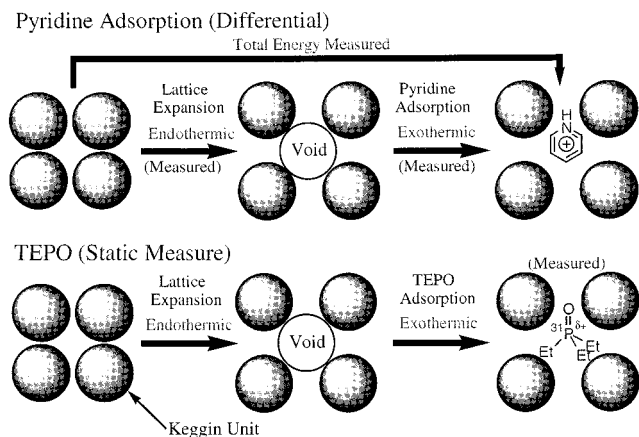 Pyridine Adsorption (Differential)
Total Energy Measured
Lattice
Expansion
Endothermic
(Measured)
Void
Pyridine
Adsorption
Exothermic
(Measured)
H
N
+
TEPO (Static Measure)
Lattice
Expansion
Endothermic
Void
TEPO
Adsorption
Exothermic
(Measured)
O
31 P δ+
Et Et Et
Keggin Unit